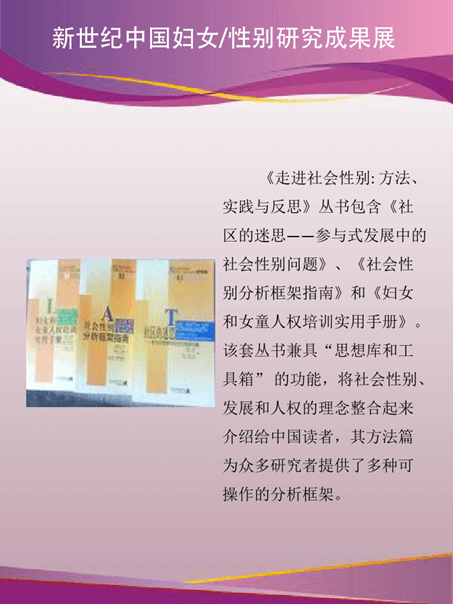 新世纪中国妇女/性别研究成果展
《走进社会性别:方法、
实践与反思》丛书包含《社
区的迷思——参与式发展中的
社会性别问题》、《社会性
别分析框架指南》和《妇女
和女童人权培训实用手册》。
该套丛书兼具“思想库和工
具箱” 的功能，将社会性别、
发展和人权的理念整合起来
介绍给中国读者，其方法篇
为众多研究者提供了多种可
操作的分析框架。
L
妇女和
女童人权培训
实用手册
A
社会性别
分析框架指南
T
社区的迷思